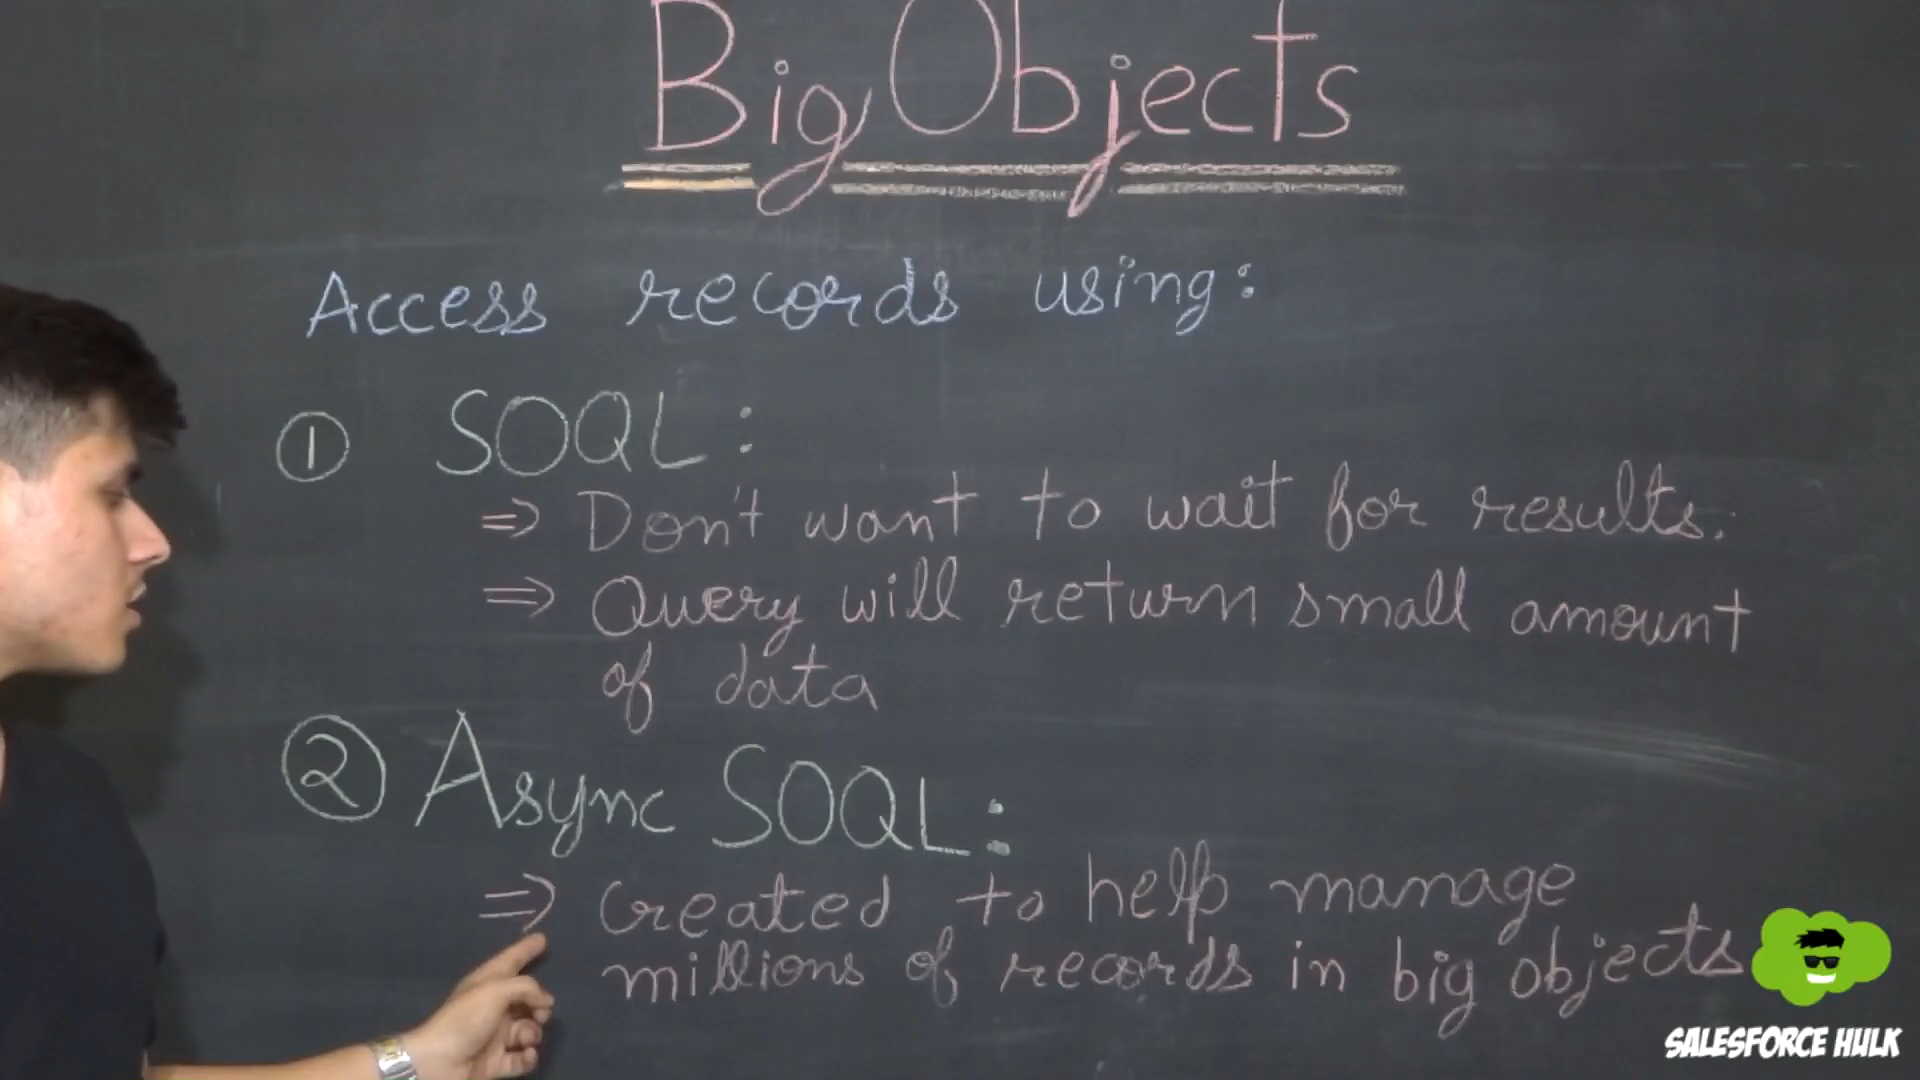 Big Objects
Access records using:
① SOQL:
⇒ Don't want to wait for results.
⇒ Query will return small amount
of data
② Async SOQL:
⇒ Created to help manage
millions of records in big objects
SALESFORCE HULK